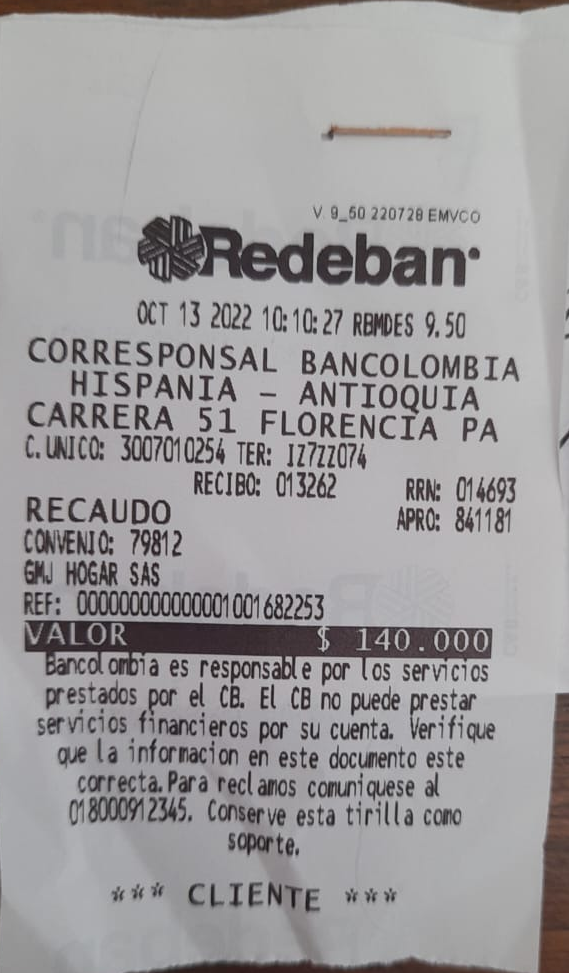 V 9_50 220728 EMVCO
Redeban
OCT 13 2022 10:10:27 RBMDES 9.50
CORRESPONSAL BANCOLOMBIA
HISPANIA - ANTIOQUIA
CARRERA 51 FLORENCIA PA
C. UNICO: 3007010254 TER: IZ7ZZ074
RECIBO: 013262 RRN: 014693
RECAUDO APRO: 841181
CONVENIO: 79812
GMJ HOGAR SAS
REF: 000000000000001001682253
VALOR $ 140.000
Bancolombia es responsable por los servicios
prestados por el CB. El CB no puede prestar
servicios financieros por su cuenta. Verifique
que la informacion en este documento este
correcta. Para reclamos comuniquese al
018000912345. Conserve esta tirilla como
soporte.
*** CLIENTE ***